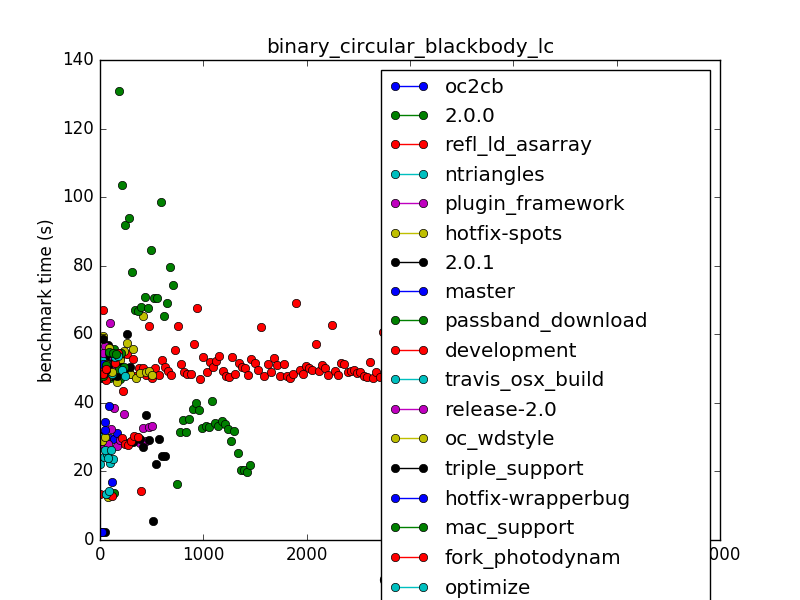 binary_circular_blackbody_lc
140
120
100
80
60
40
20
0
benchmark time (s)
0
1000
2000
000
oc2cb
2.0.0
refl_ld_asarray
ntriangles
plugin_framework
hotfix-spots
2.0.1
master
passband_download
development
travis_osx_build
release-2.0
oc_wdstyle
triple_support
hotfix-wrapperbug
mac_support
fork_photodynam
optimize